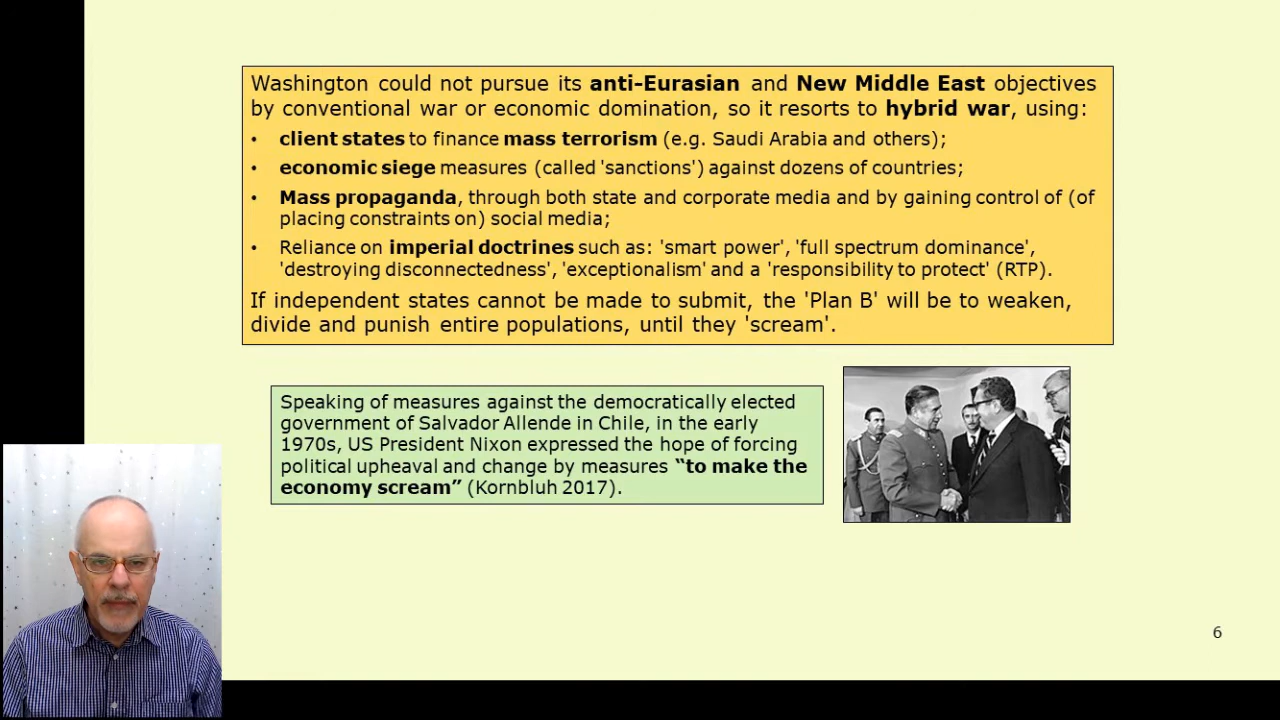 Washington could not pursue its anti-Eurasian and New Middle East objectives
by conventional war or economic domination, so it resorts to hybrid war, using:
• client states to finance mass terrorism (e.g. Saudi Arabia and others);
• economic siege measures (called 'sanctions') against dozens of countries;
• Mass propaganda, through both state and corporate media and by gaining control of (of
placing constraints on) social media;
• Reliance on imperial doctrines such as: 'smart power', 'full spectrum dominance',
'destroying disconnectedness', 'exceptionalism' and a 'responsibility to protect' (RTP).
If independent states cannot be made to submit, the 'Plan B' will be to weaken,
divide and punish entire populations, until they 'scream'.
Speaking of measures against the democratically elected
government of Salvador Allende in Chile, in the early
1970s, US President Nixon expressed the hope of forcing
political upheaval and change by measures “to make the
economy scream” (Kornbluh 2017).
6